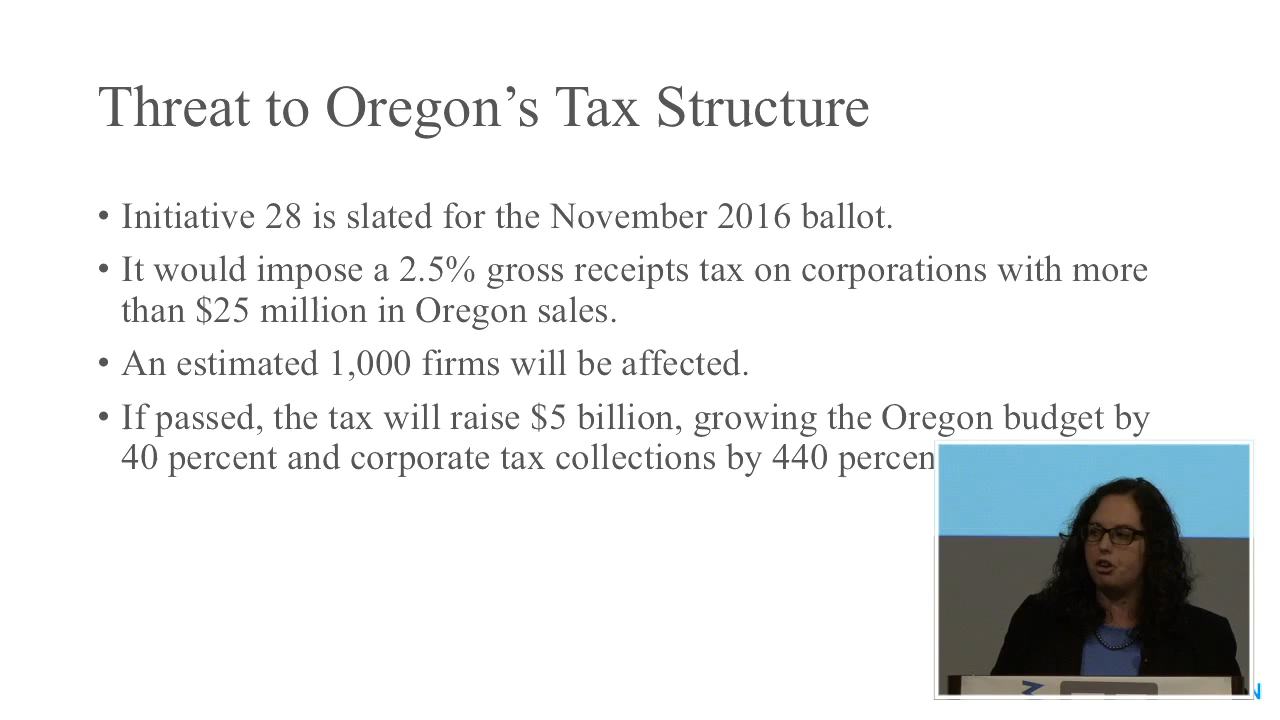 Threat to Oregon’s Tax Structure
• Initiative 28 is slated for the November 2016 ballot.
• It would impose a 2.5% gross receipts tax on corporations with more
than $25 million in Oregon sales.
• An estimated 1,000 firms will be affected.
• If passed, the tax will raise $5 billion, growing the Oregon budget by
40 percent and corporate tax collections by 440 percen